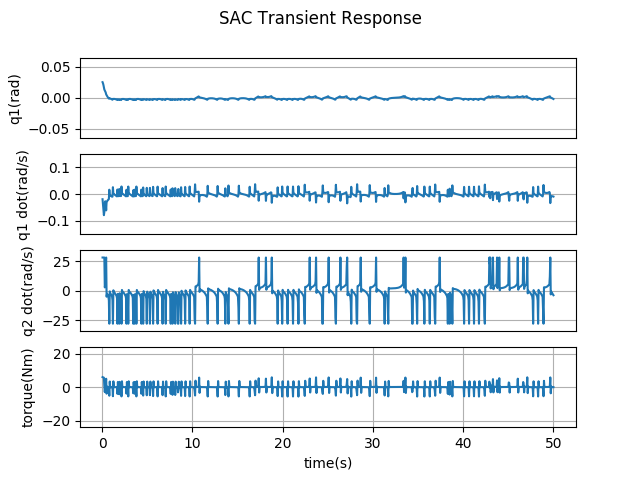 SAC Transient Response
q1(rad)
0.05
0.00
−0.05
q1 dot(rad/s)
0.1
0.0
−0.1
q2 dot(rad/s)
25
0
−25
torque(Nm)
20
0
−20
0 10 20 30 40 50
time(s)